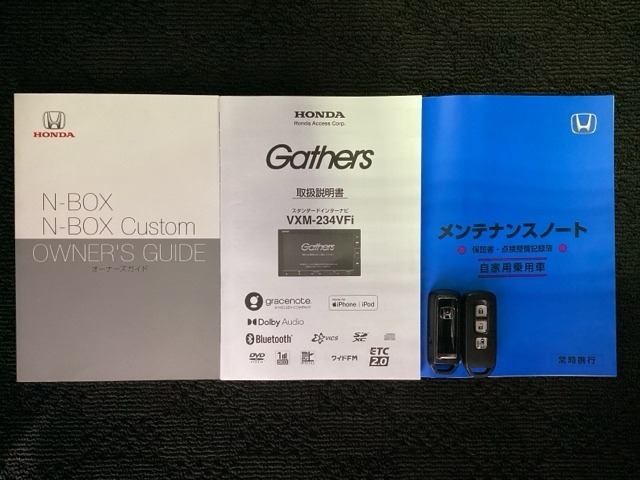 HONDA
N-BOX
N-BOX Custom
OWNER'S GUIDE
オーナーズガイド
HONDA
Honda Access Corp.
Gathers
取扱説明書
スタンダードインターナビ
VXM-234VFi
Gathers
gracenote.
iPhone | iPod
Dolby Audio
Bluetooth
VICS
SD XC
DVD
ワイドFM
ETC 2.0
メンテナンスノート
保証書・点検整備記録簿
自家用乗用車
常時携行